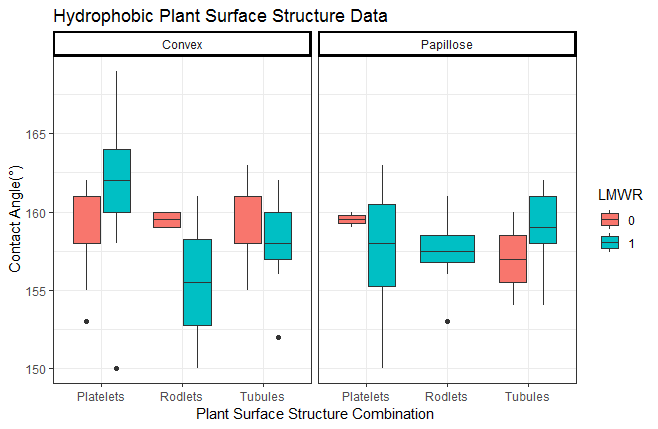 Hydrophobic Plant Surface Structure Data
Convex
Papillose
Contact Angle(°)
165
160
155
150
Platelets Rodlets Tubules
Platelets Rodlets Tubules
Plant Surface Structure Combination
LMWR
0
1